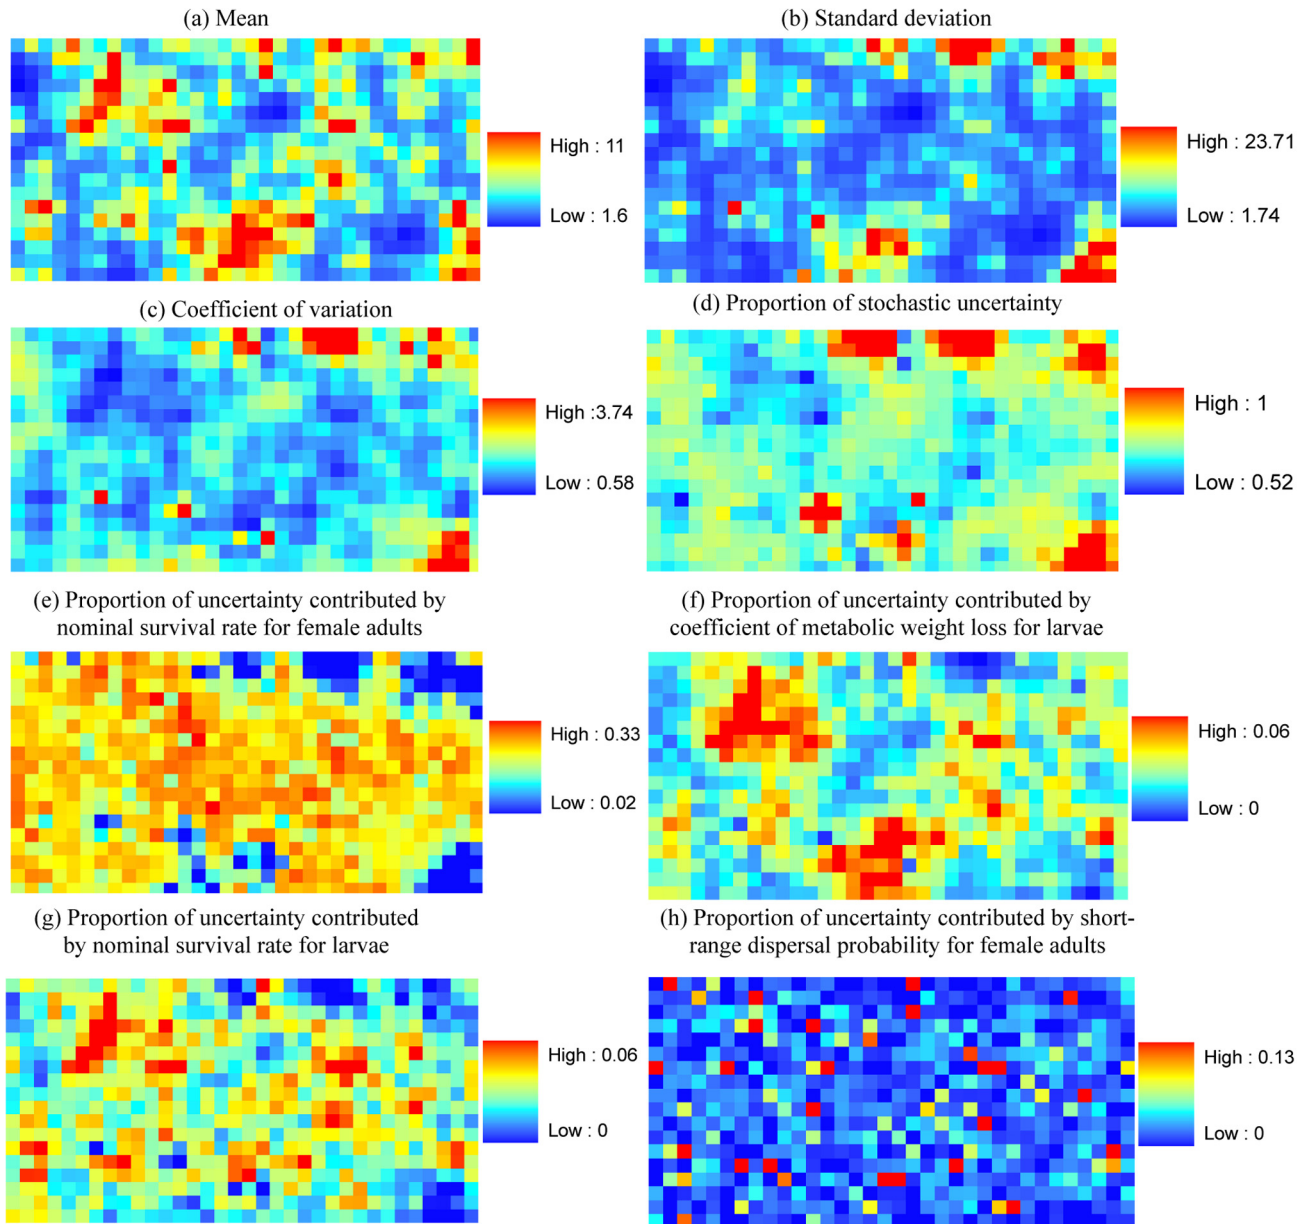 (a) Mean
(b) Standard deviation
High : 11
Low : 1.6
High : 23.71
Low : 1.74
(c) Coefficient of variation
(d) Proportion of stochastic uncertainty
High :3.74
Low : 0.58
High : 1
Low : 0.52
(e) Proportion of uncertainty contributed by
nominal survival rate for female adults
(f) Proportion of uncertainty contributed by
coefficient of metabolic weight loss for larvae
High : 0.33
Low : 0.02
High : 0.06
Low : 0
(g) Proportion of uncertainty contributed
by nominal survival rate for larvae
(h) Proportion of uncertainty contributed by short-
range dispersal probability for female adults
High : 0.06
Low : 0
High : 0.13
Low : 0